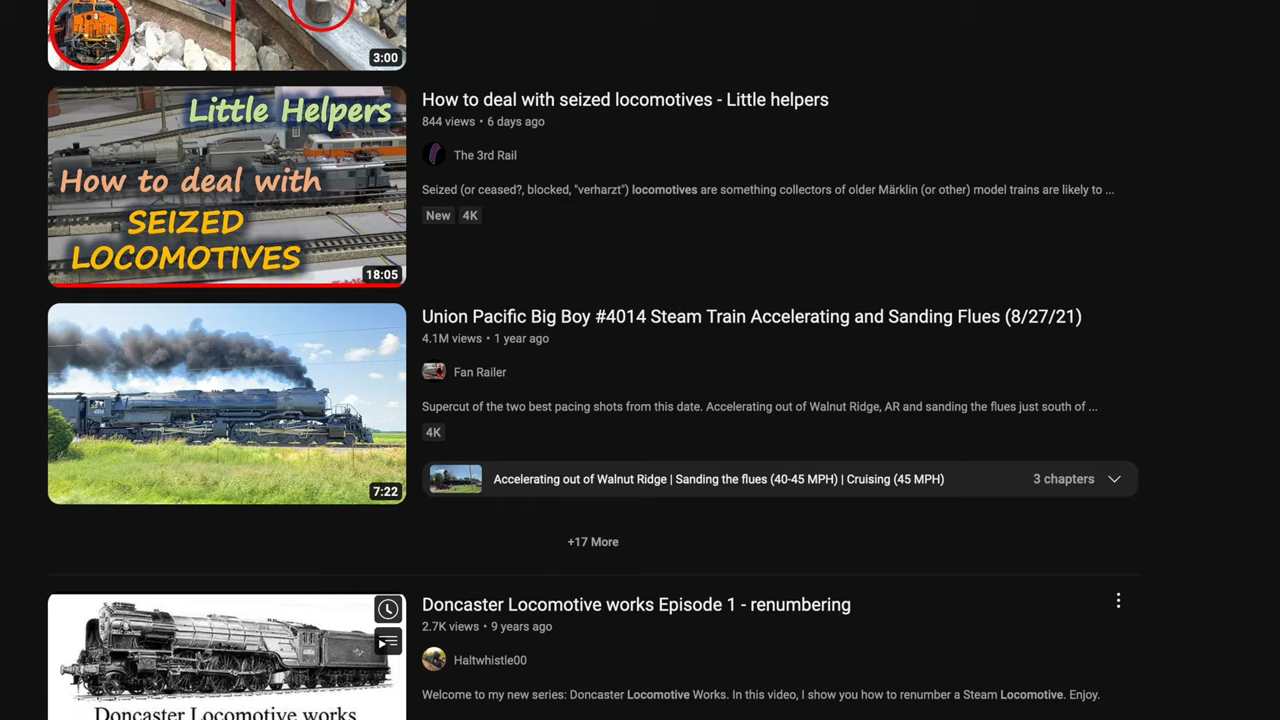 3:00
Little Helpers
How to deal with
SEIZED
LOCOMOTIVES
18:05
How to deal with seized locomotives - Little helpers
844 views • 6 days ago
The 3rd Rail
Seized (or ceased?, blocked, "verharzt") locomotives are something collectors of older Märklin (or other) model trains are likely to ...
New 4K
7:22
Union Pacific Big Boy #4014 Steam Train Accelerating and Sanding Flues (8/27/21)
4.1M views • 1 year ago
Fan Railer
Supercut of the two best pacing shots from this date. Accelerating out of Walnut Ridge, AR and sanding the flues just south of ...
4K
Accelerating out of Walnut Ridge | Sanding the flues (40-45 MPH) | Cruising (45 MPH) 3 chapters
+17 More
Doncaster Locomotive works
Doncaster Locomotive works Episode 1 - renumbering
2.7K views • 9 years ago
Haltwhistle00
Welcome to my new series: Doncaster Locomotive Works. In this video, I show you how to renumber a Steam Locomotive. Enjoy.